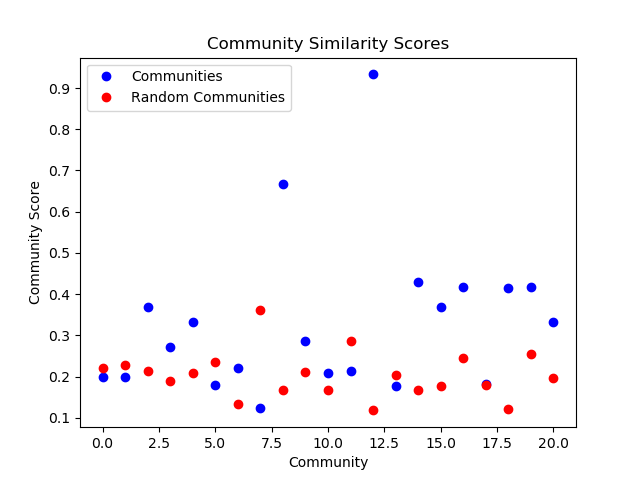 Community Similarity Scores
Communities
Random Communities
Community Score
0.9
0.8
0.7
0.6
0.5
0.4
0.3
0.2
0.1
0.0 2.5 5.0 7.5 10.0 12.5 15.0 17.5 20.0
Community